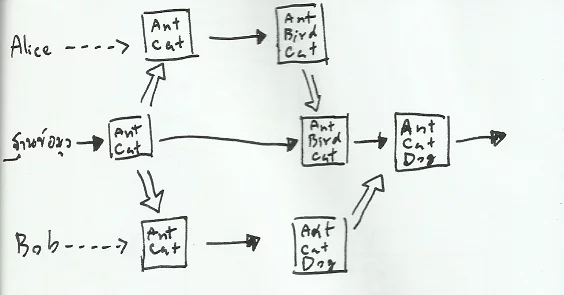 Alice
Ant
Cat
Ant
Bird
Cat
ฐานข้อมูล
Ant
Cat
Ant
Bird
Cat
Ant
Cat
Dog
Bob
Ant
Cat
Ant
Cat
Dog